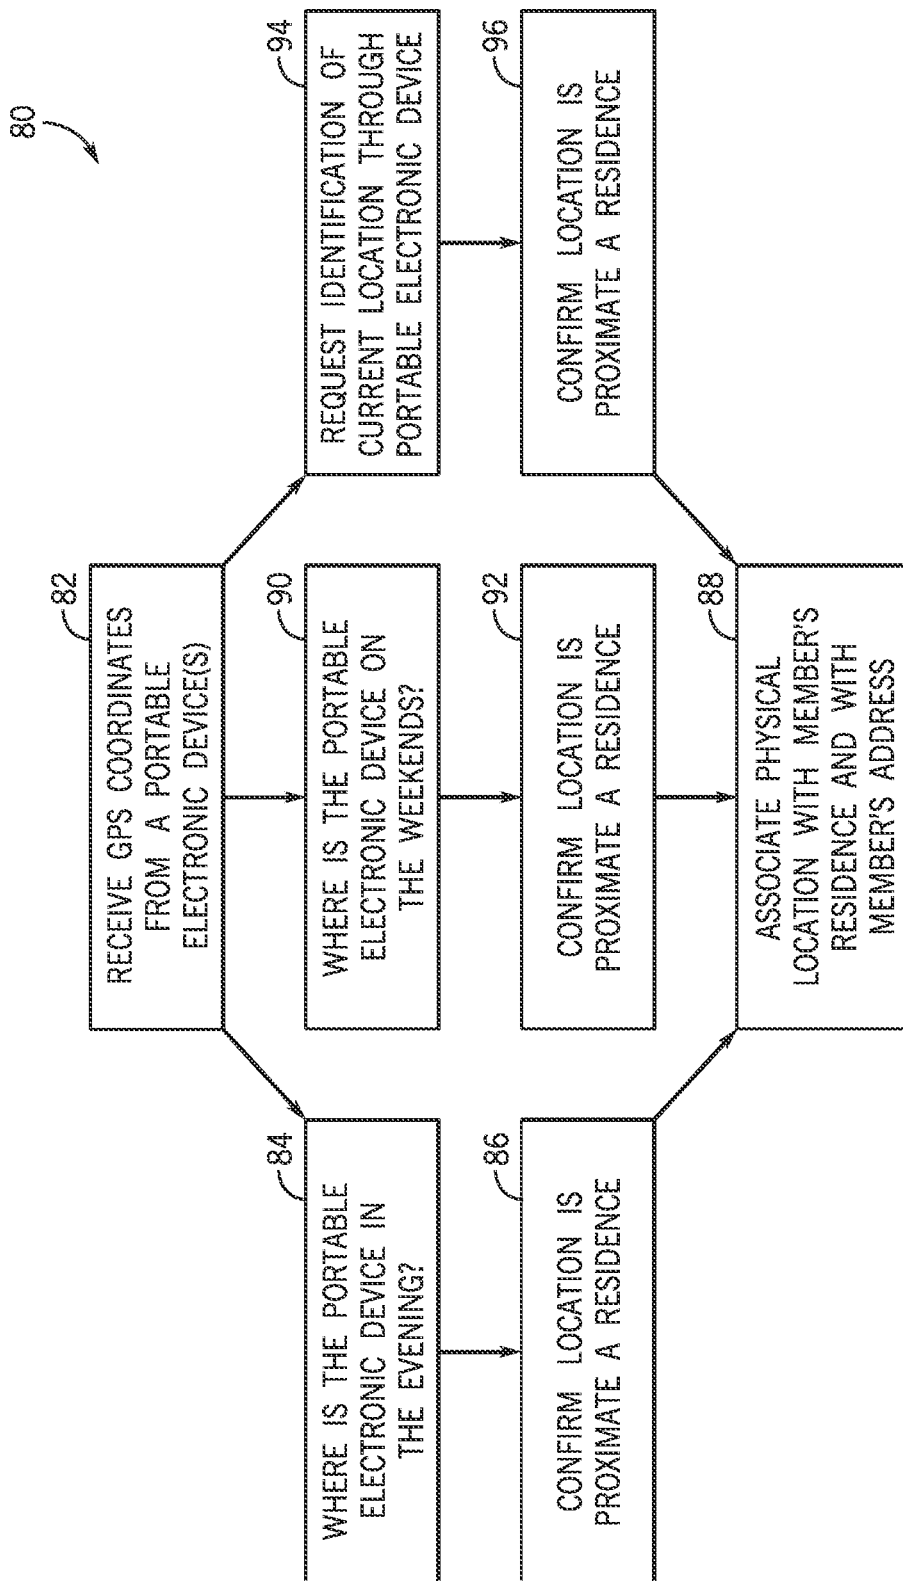 80
82
RECEIVE GPS COORDINATES
FROM A PORTABLE
ELECTRONIC DEVICE(S)
84
WHERE IS THE PORTABLE
ELECTRONIC DEVICE IN
THE EVENING?
90
WHERE IS THE PORTABLE
ELECTRONIC DEVICE ON
THE WEEKENDS?
94
REQUEST IDENTIFICATION OF
CURRENT LOCATION THROUGH
PORTABLE ELECTRONIC DEVICE
86
CONFIRM LOCATION IS
PROXIMATE A RESIDENCE
92
CONFIRM LOCATION IS
PROXIMATE A RESIDENCE
96
CONFIRM LOCATION IS
PROXIMATE A RESIDENCE
88
ASSOCIATE PHYSICAL
LOCATION WITH MEMBER'S
RESIDENCE AND WITH
MEMBER'S ADDRESS